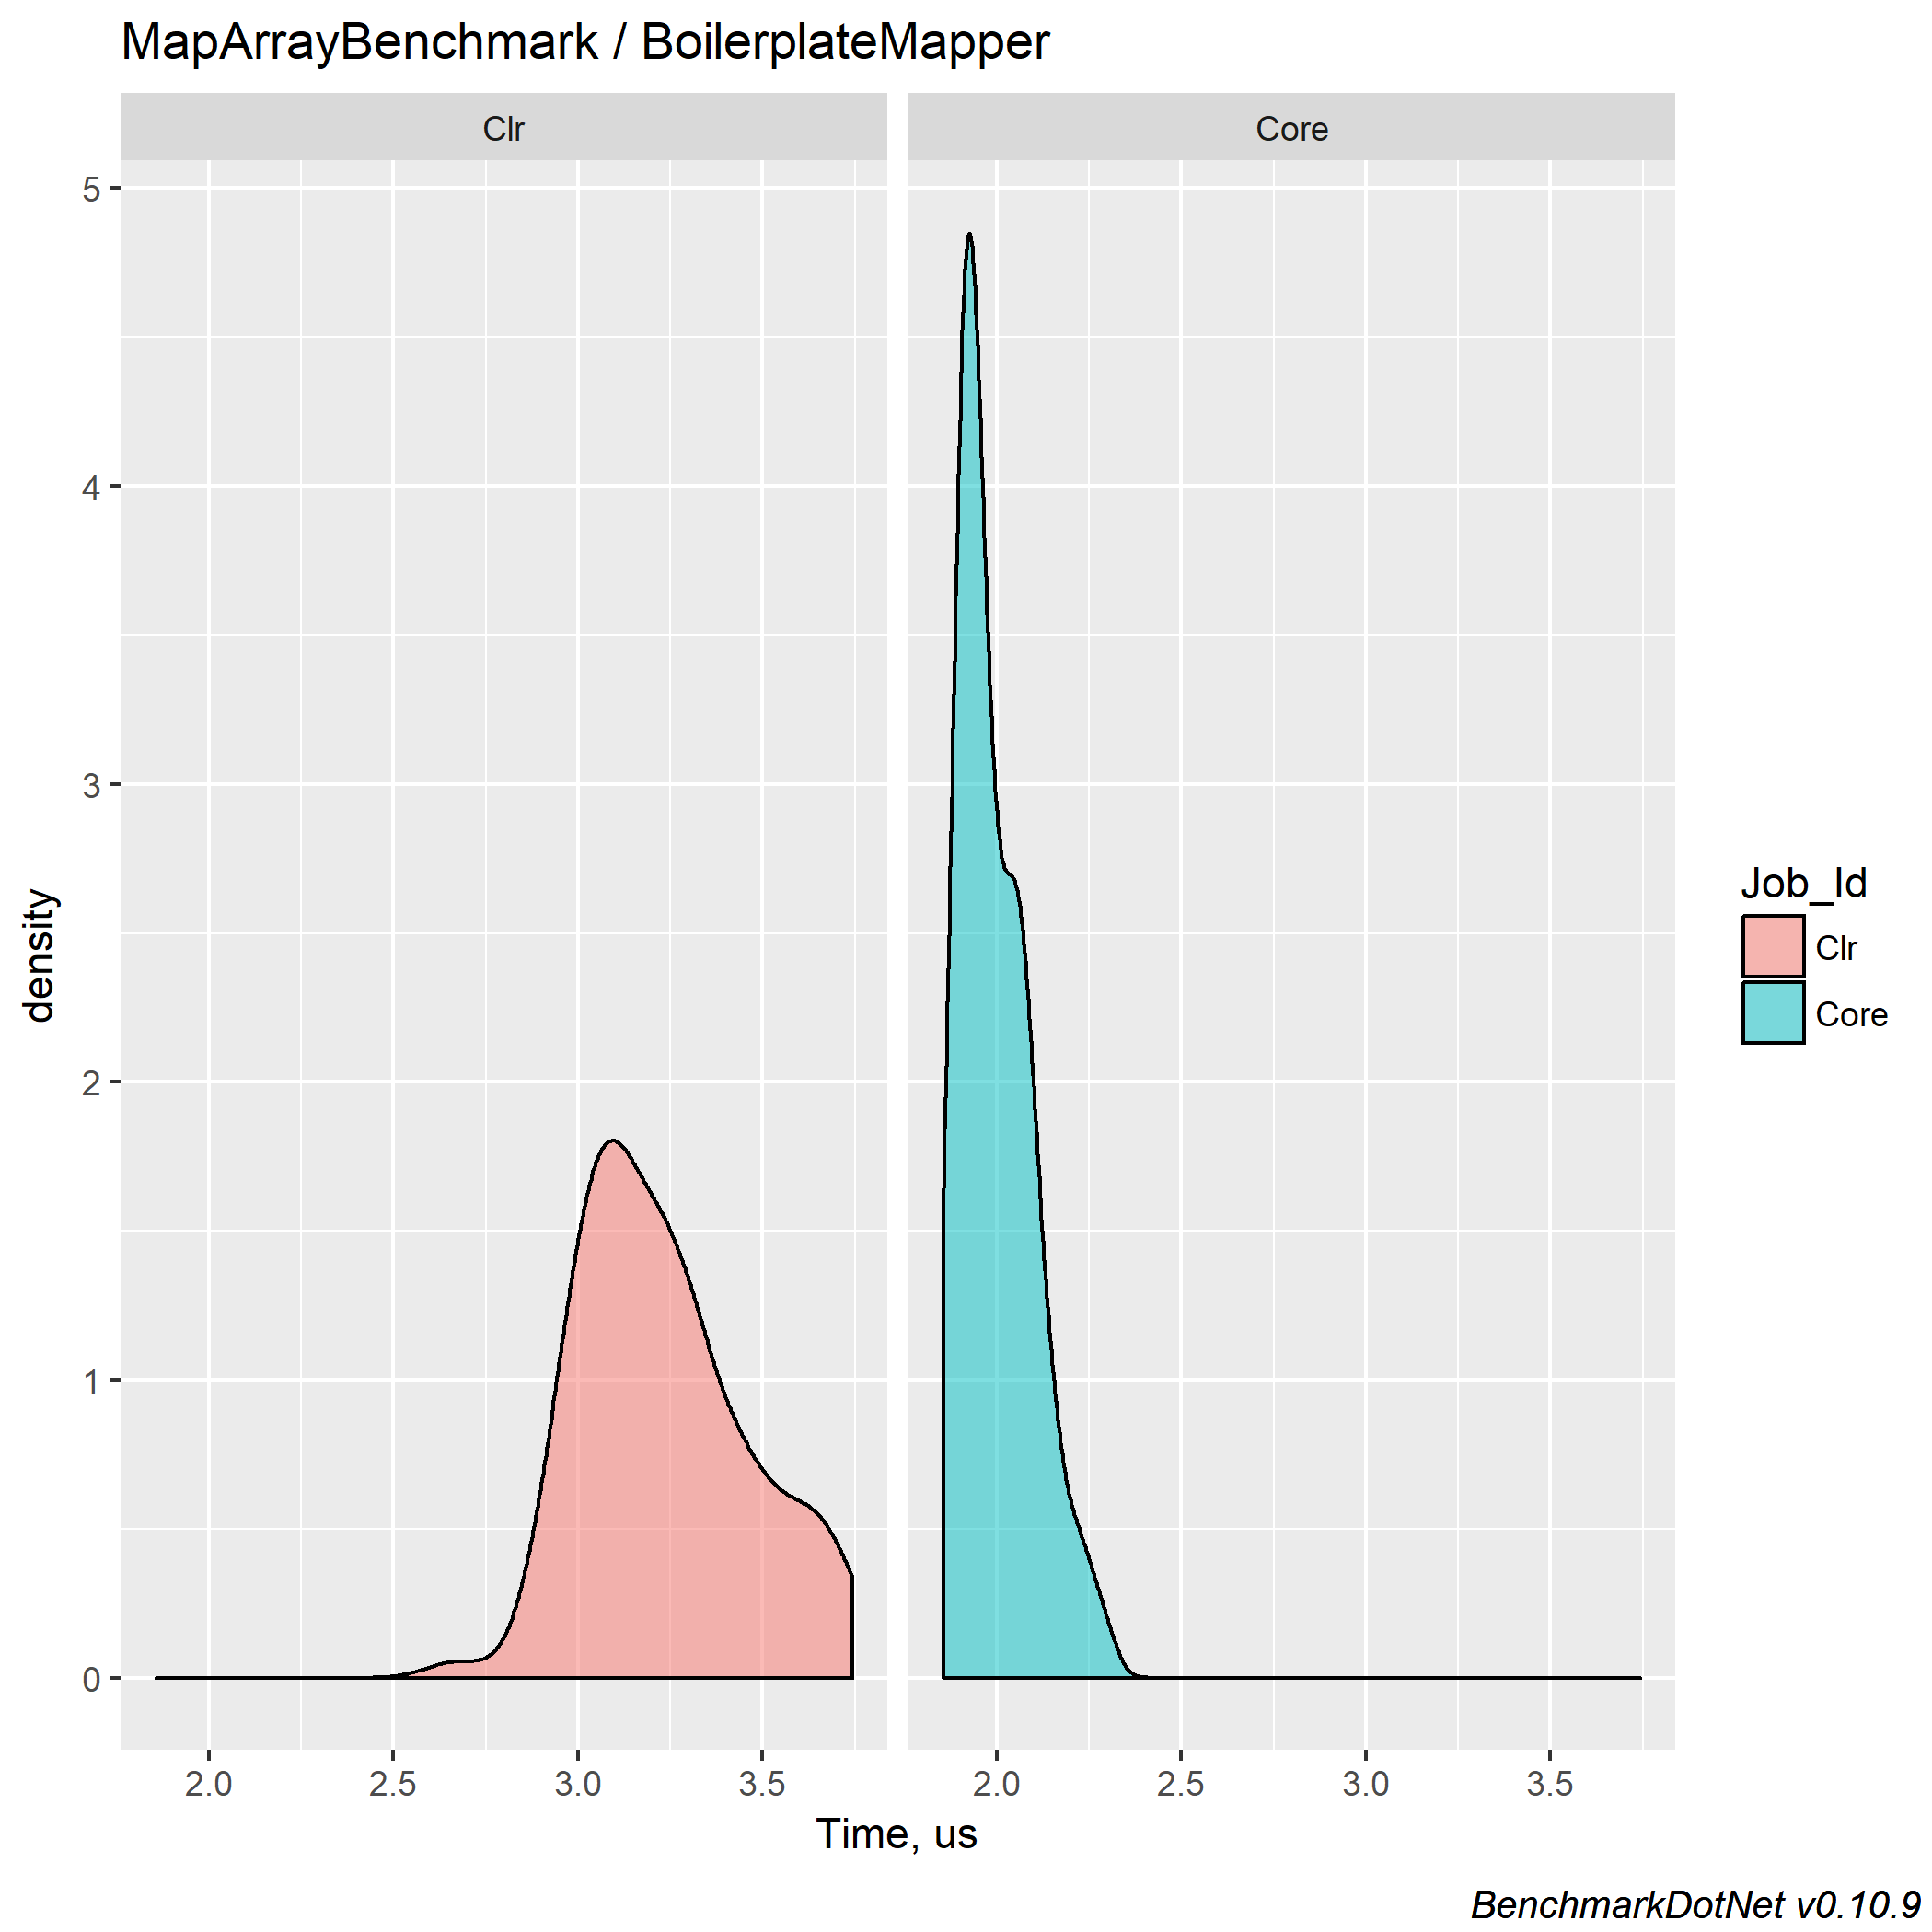 MapArrayBenchmark / BoilerplateMapper
Clr
Core
5
4
3
2
1
0
density
2.0 2.5 3.0 3.5
2.0 2.5 3.0 3.5
Time, us
Job_Id
Clr
Core
BenchmarkDotNet v0.10.9